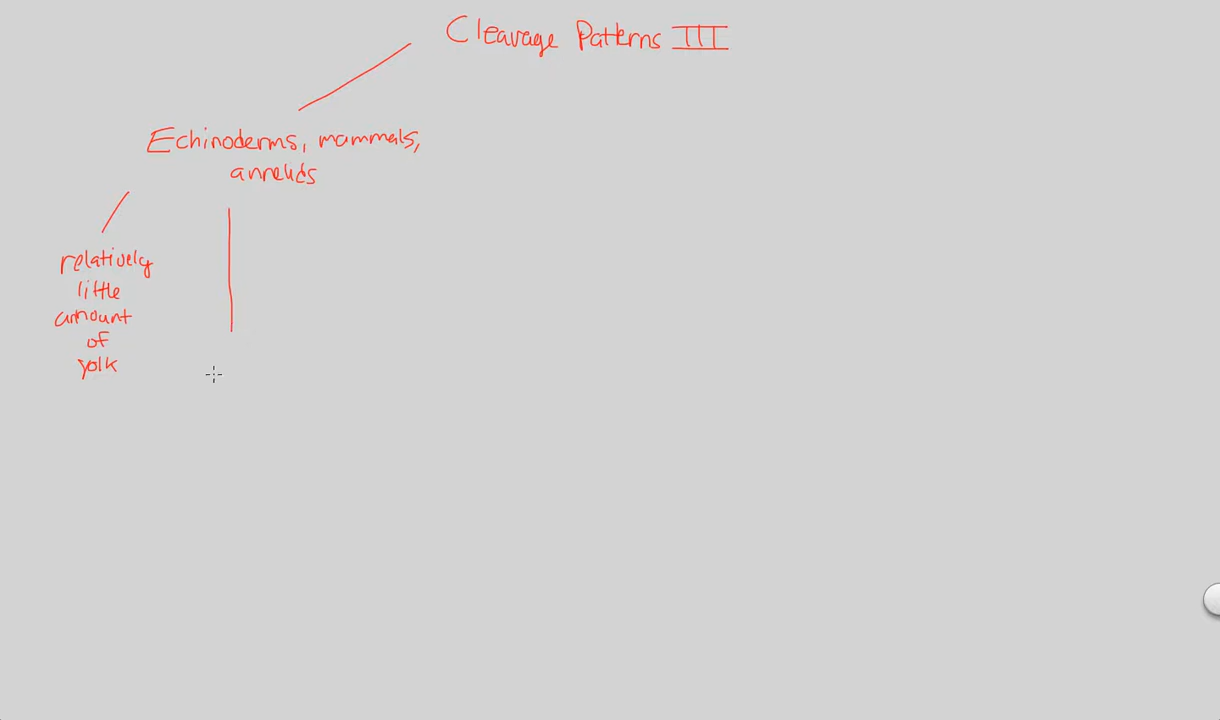 Cleavage Patterns III
Echinoderms, mammals,
annelids
relatively
little
amount
of
yolk